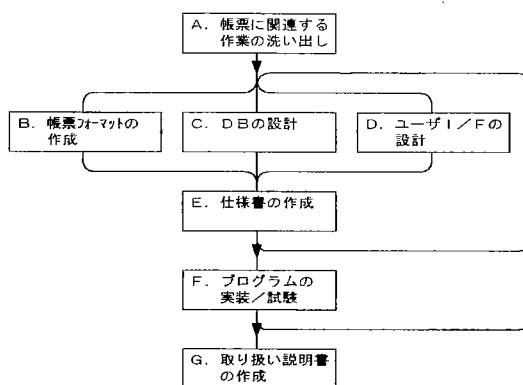 A．帳票に関連する
作業の洗い出し
B．帳票フォーマットの
作成
C．DBの設計
D．ユーザI／Fの
設計
E．仕様書の作成
F．プログラムの
実装／試験
G．取り扱い説明書
の作成